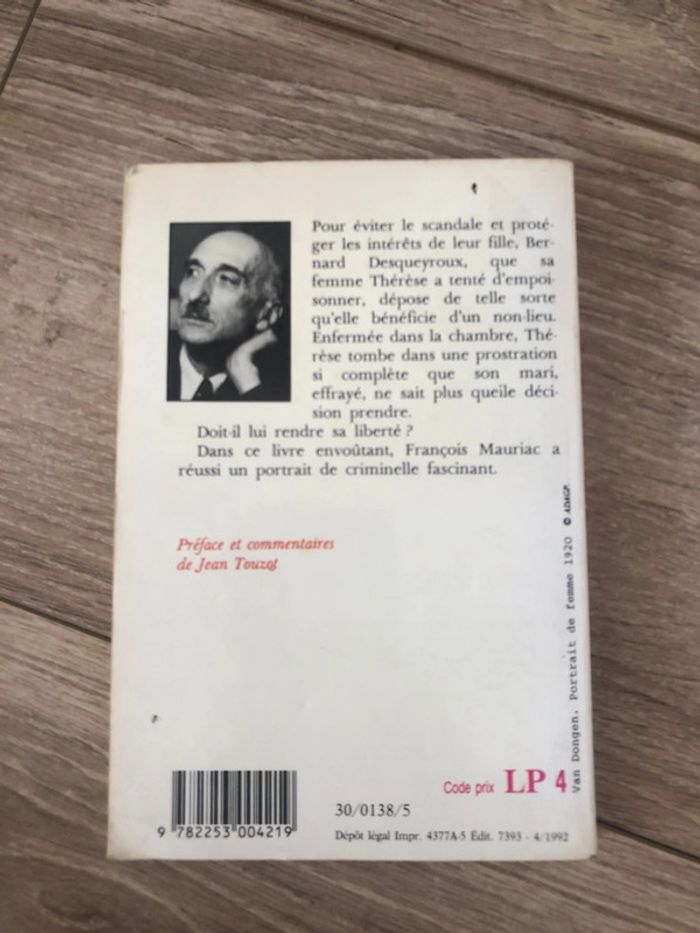 Pour éviter le scandale et proté-
ger les intérêts de leur fille, Ber-
nard Desqueyroux, que sa
femme Thérèse a tenté d'empoi-
sonner, dépose de telle sorte
qu'elle bénéficie d'un non-lieu.
Enfermée dans la chambre, Thé-
rèse tombe dans une prostration
si complète que son mari,
effrayé, ne sait plus quelle déci-
sion prendre.
Doit-il lui rendre sa liberté ?
Dans ce livre envoûtant, François Mauriac a
réussi un portrait de criminelle fascinant.
Préface et commentaires
de Jean Touzot
Van Dongen. Portrait de femme 1920 © ADAGP.
Code prix LP 4
30/0138/5
9 782253 004219
Dépôt légal Impr. 4377A-5 Édit. 7393 - 4/1992